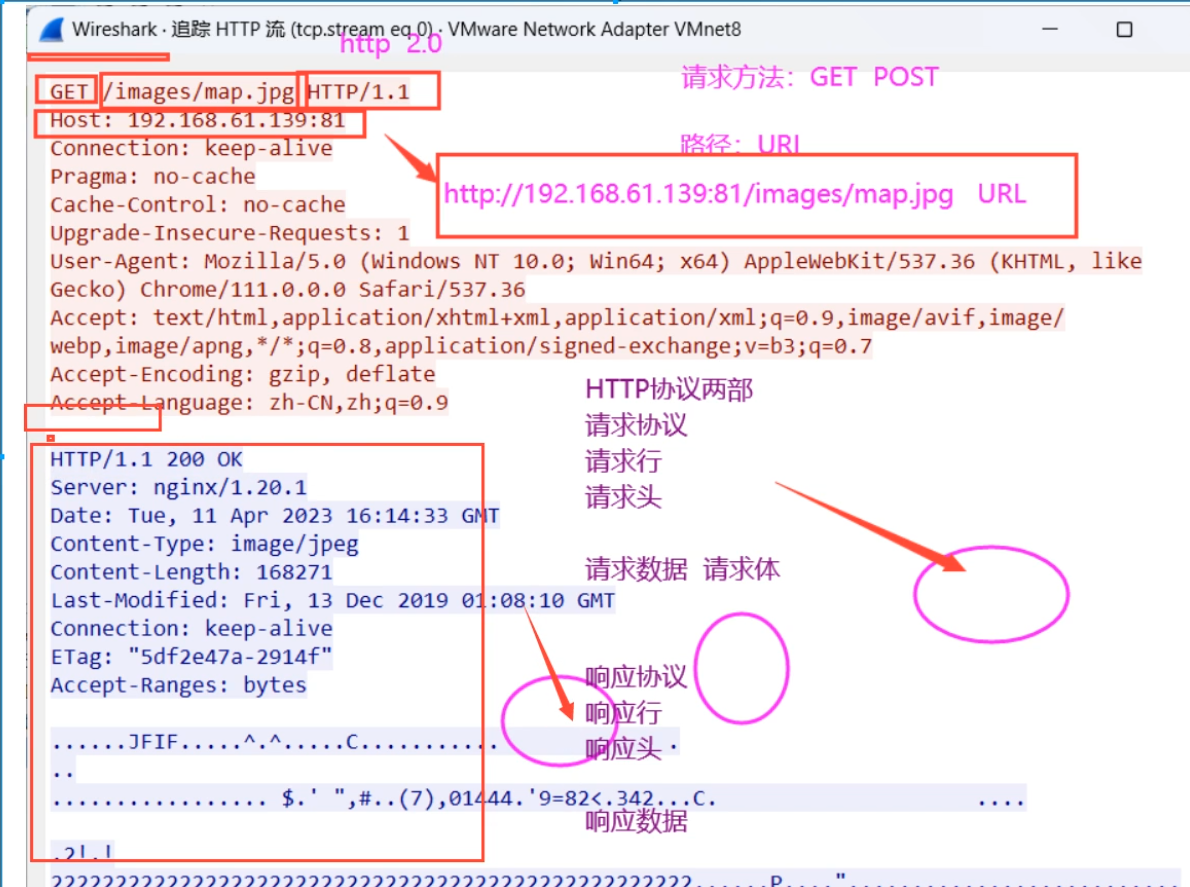 Wireshark · 追踪 HTTP 流 (tcp.stream eq 0) · VMware Network Adapter VMnet8
http 2.0
GET /images/map.jpg HTTP/1.1
请求方法：GET POST
Host: 192.168.61.139:81
Connection: keep-alive
路径：URI
Pragma: no-cache
http://192.168.61.139:81/images/map.jpg URL
Cache-Control: no-cache
Upgrade-Insecure-Requests: 1
User-Agent: Mozilla/5.0 (Windows NT 10.0; Win64; x64) AppleWebKit/537.36 (KHTML, like
Gecko) Chrome/111.0.0.0 Safari/537.36
Accept: text/html,application/xhtml+xml,application/xml;q=0.9,image/avif,image/
webp,image/apng,*/*;q=0.8,application/signed-exchange;v=b3;q=0.7
Accept-Encoding: gzip, deflate
Accept-Language: zh-CN,zh;q=0.9
HTTP协议两部
请求协议
请求行
请求头
请求数据 请求体
响应协议
响应行
响应头
响应数据
HTTP/1.1 200 OK
Server: nginx/1.20.1
Date: Tue, 11 Apr 2023 16:14:33 GMT
Content-Type: image/jpeg
Content-Length: 168271
Last-Modified: Fri, 13 Dec 2019 01:08:10 GMT
Connection: keep-alive
ETag: "5df2e47a-2914f"
Accept-Ranges: bytes
......JFIF.....^.^.....C...........
..
................. $.' ",#..(7),01444.'9=82<.342...C. ....
.2!.!